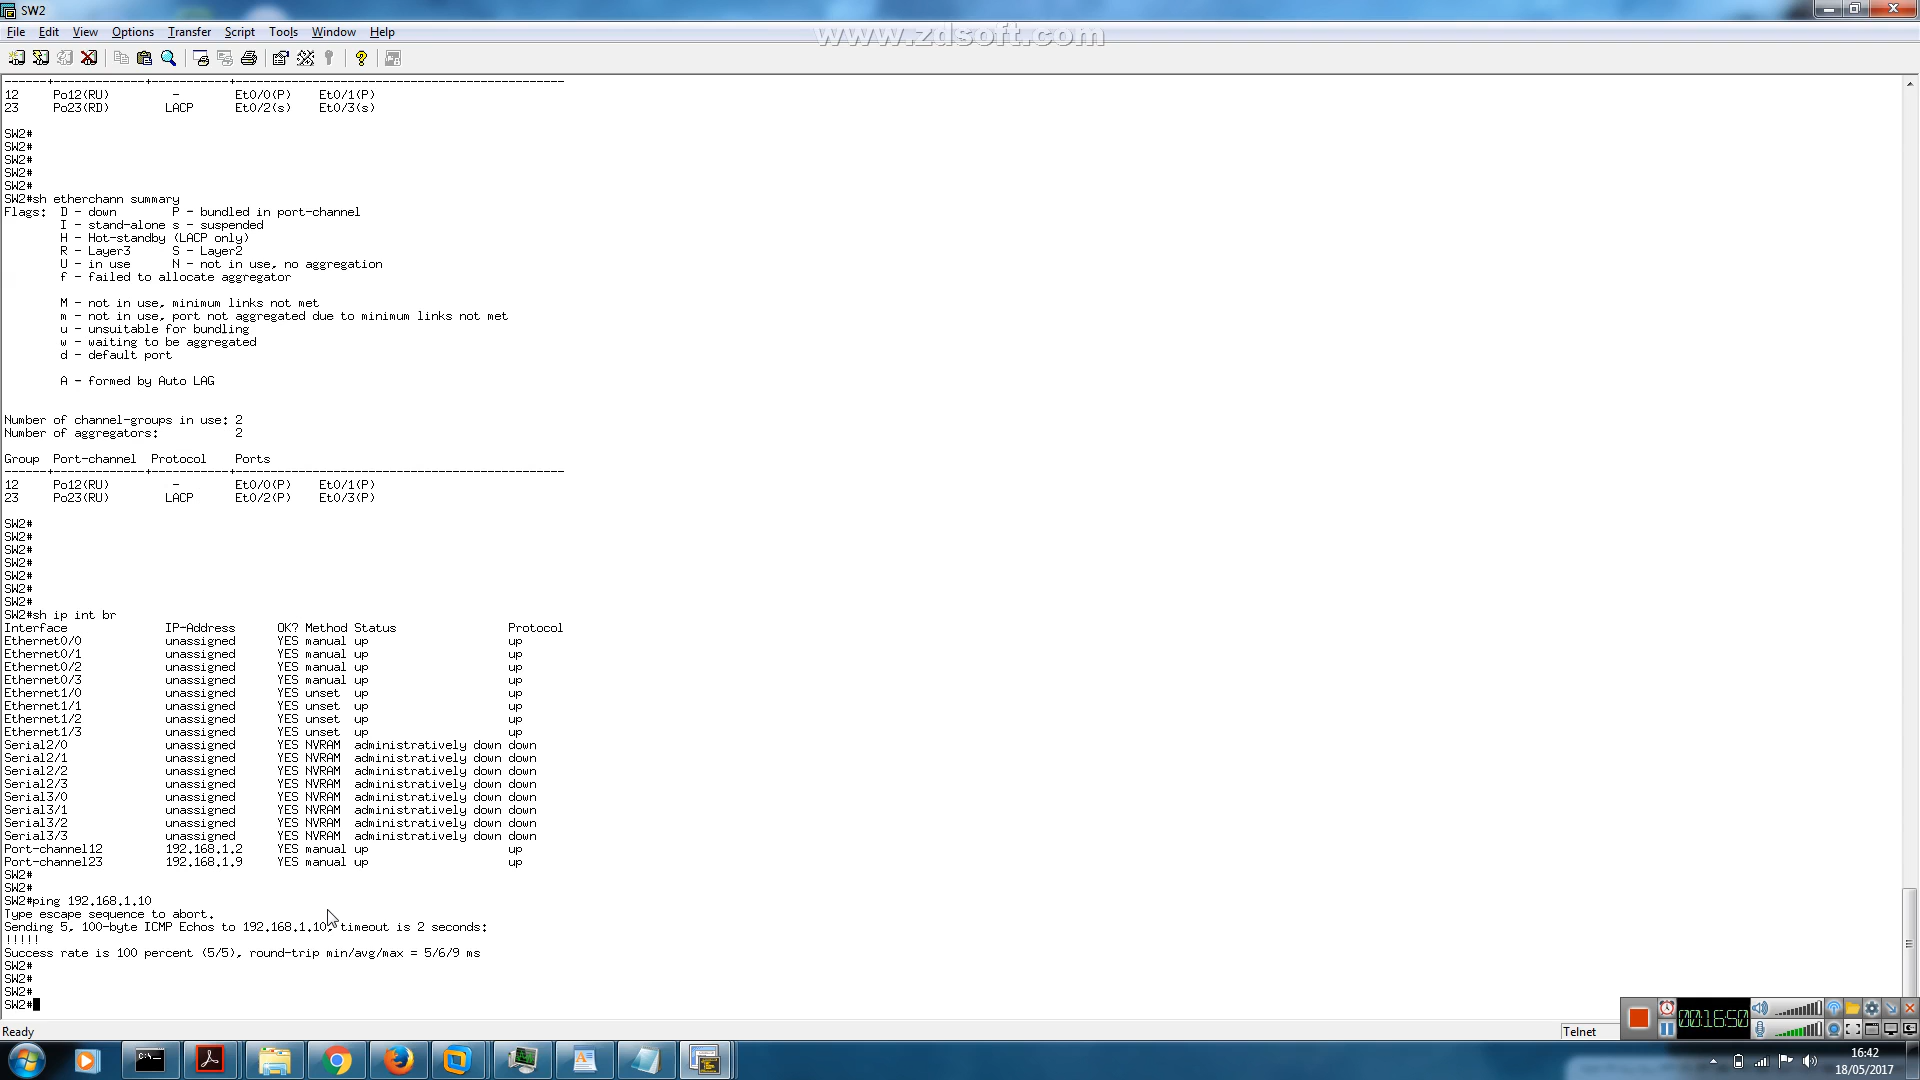 SW2
File Edit View Options Transfer Script Tools Window Help
www.zdsoft.com
------+-------------+-----------+-----------------------------------------------
12     Po12(RU)         -        Et0/0(P)    Et0/1(P)
23     Po23(RD)        LACP      Et0/2(s)    Et0/3(s)
SW2#
SW2#
SW2#
SW2#
SW2#
SW2#sh etherchann summary
Flags:  D - down        P - bundled in port-channel
        I - stand-alone s - suspended
        H - Hot-standby (LACP only)
        R - Layer3      S - Layer2
        U - in use      N - not in use, no aggregation
        f - failed to allocate aggregator
        M - not in use, minimum links not met
        m - not in use, port not aggregated due to minimum links not met
        u - unsuitable for bundling
        w - waiting to be aggregated
        d - default port
        A - formed by Auto LAG
Number of channel-groups in use: 2
Number of aggregators:           2
Group  Port-channel  Protocol    Ports
------+-------------+-----------+-----------------------------------------------
12     Po12(RU)         -        Et0/0(P)    Et0/1(P)
23     Po23(RU)        LACP      Et0/2(P)    Et0/3(P)
SW2#
SW2#
SW2#
SW2#
SW2#
SW2#
SW2#
SW2#sh ip int br
Interface              IP-Address      OK? Method Status                Protocol
Ethernet0/0            unassigned      YES manual up                    up
Ethernet0/1            unassigned      YES manual up                    up
Ethernet0/2            unassigned      YES manual up                    up
Ethernet0/3            unassigned      YES manual up                    up
Ethernet1/0            unassigned      YES unset  up                    up
Ethernet1/1            unassigned      YES unset  up                    up
Ethernet1/2            unassigned      YES unset  up                    up
Ethernet1/3            unassigned      YES unset  up                    up
Serial2/0              unassigned      YES NVRAM  administratively down down
Serial2/1              unassigned      YES NVRAM  administratively down down
Serial2/2              unassigned      YES NVRAM  administratively down down
Serial2/3              unassigned      YES NVRAM  administratively down down
Serial3/0              unassigned      YES NVRAM  administratively down down
Serial3/1              unassigned      YES NVRAM  administratively down down
Serial3/2              unassigned      YES NVRAM  administratively down down
Serial3/3              unassigned      YES NVRAM  administratively down down
Port-channel12         192.168.1.2     YES manual up                    up
Port-channel23         192.168.1.9     YES manual up                    up
SW2#
SW2#
SW2#ping 192.168.1.10
Type escape sequence to abort.
Sending 5, 100-byte ICMP Echos to 192.168.1.10, timeout is 2 seconds:
!!!!!
Success rate is 100 percent (5/5), round-trip min/avg/max = 5/6/9 ms
SW2#
SW2#
SW2#
SW2#
Ready
Telnet
00:16:50
16:42
18/05/2017